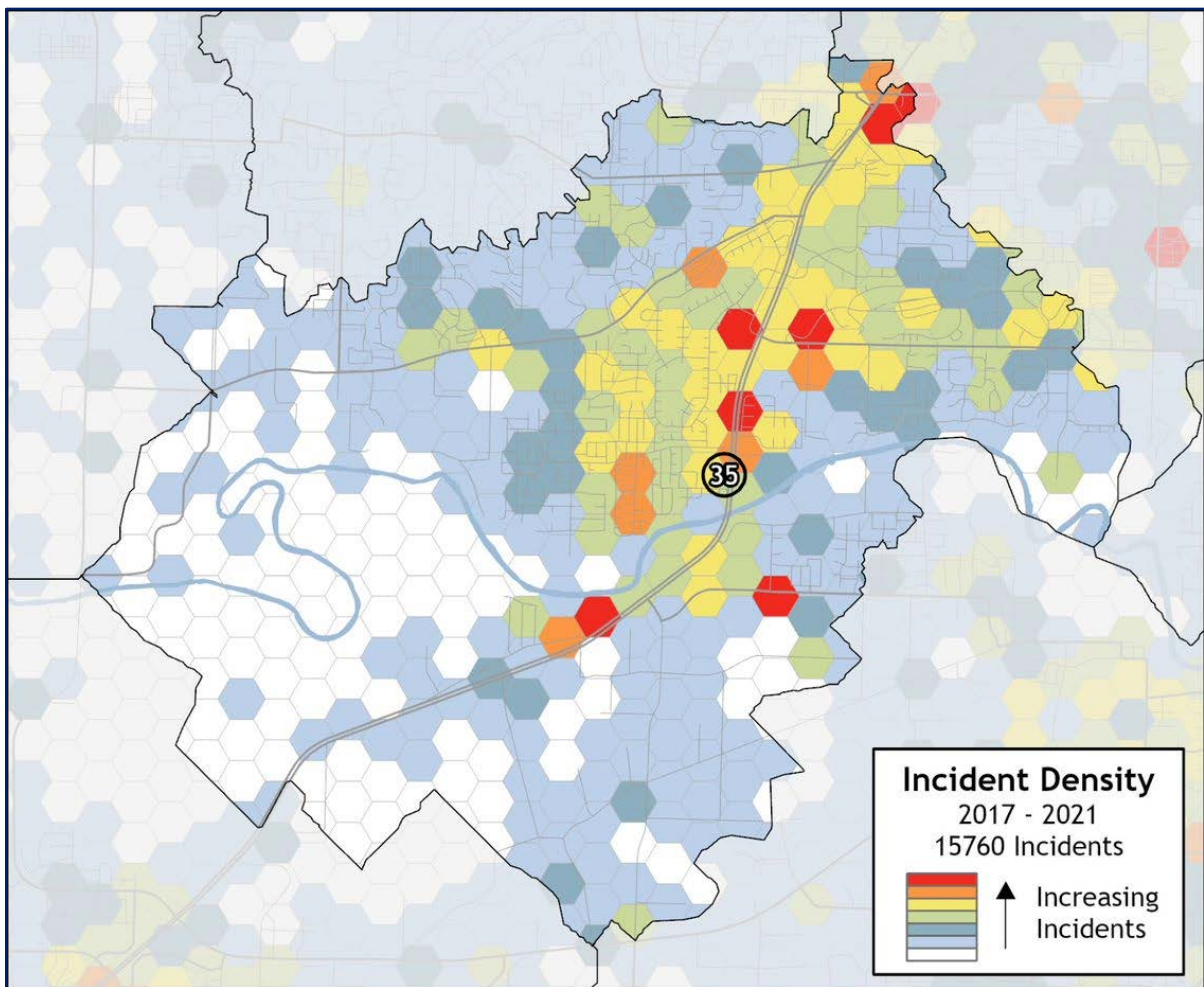 35
Incident Density
2017 - 2021
15760 Incidents
Increasing
Incidents